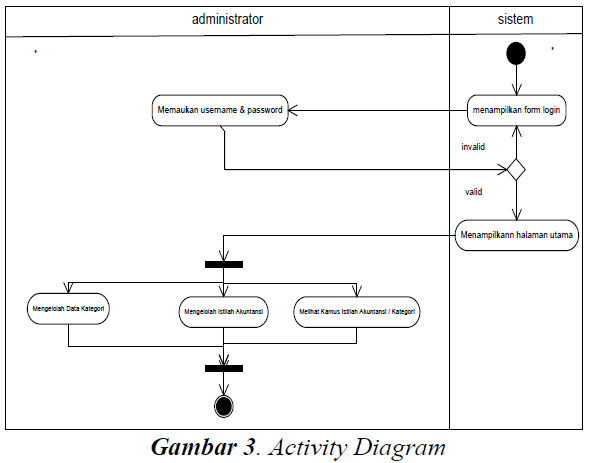 administrator
sistem
Memaukan username & password
menampilkan form login
invalid
valid
Menampilkann halaman utama
Mengelolah Data Kategori
Mengelolah Istilah Akuntansi
Melihat Kamus Istilah Akuntansi / Kategori
Gambar 3. Activity Diagram